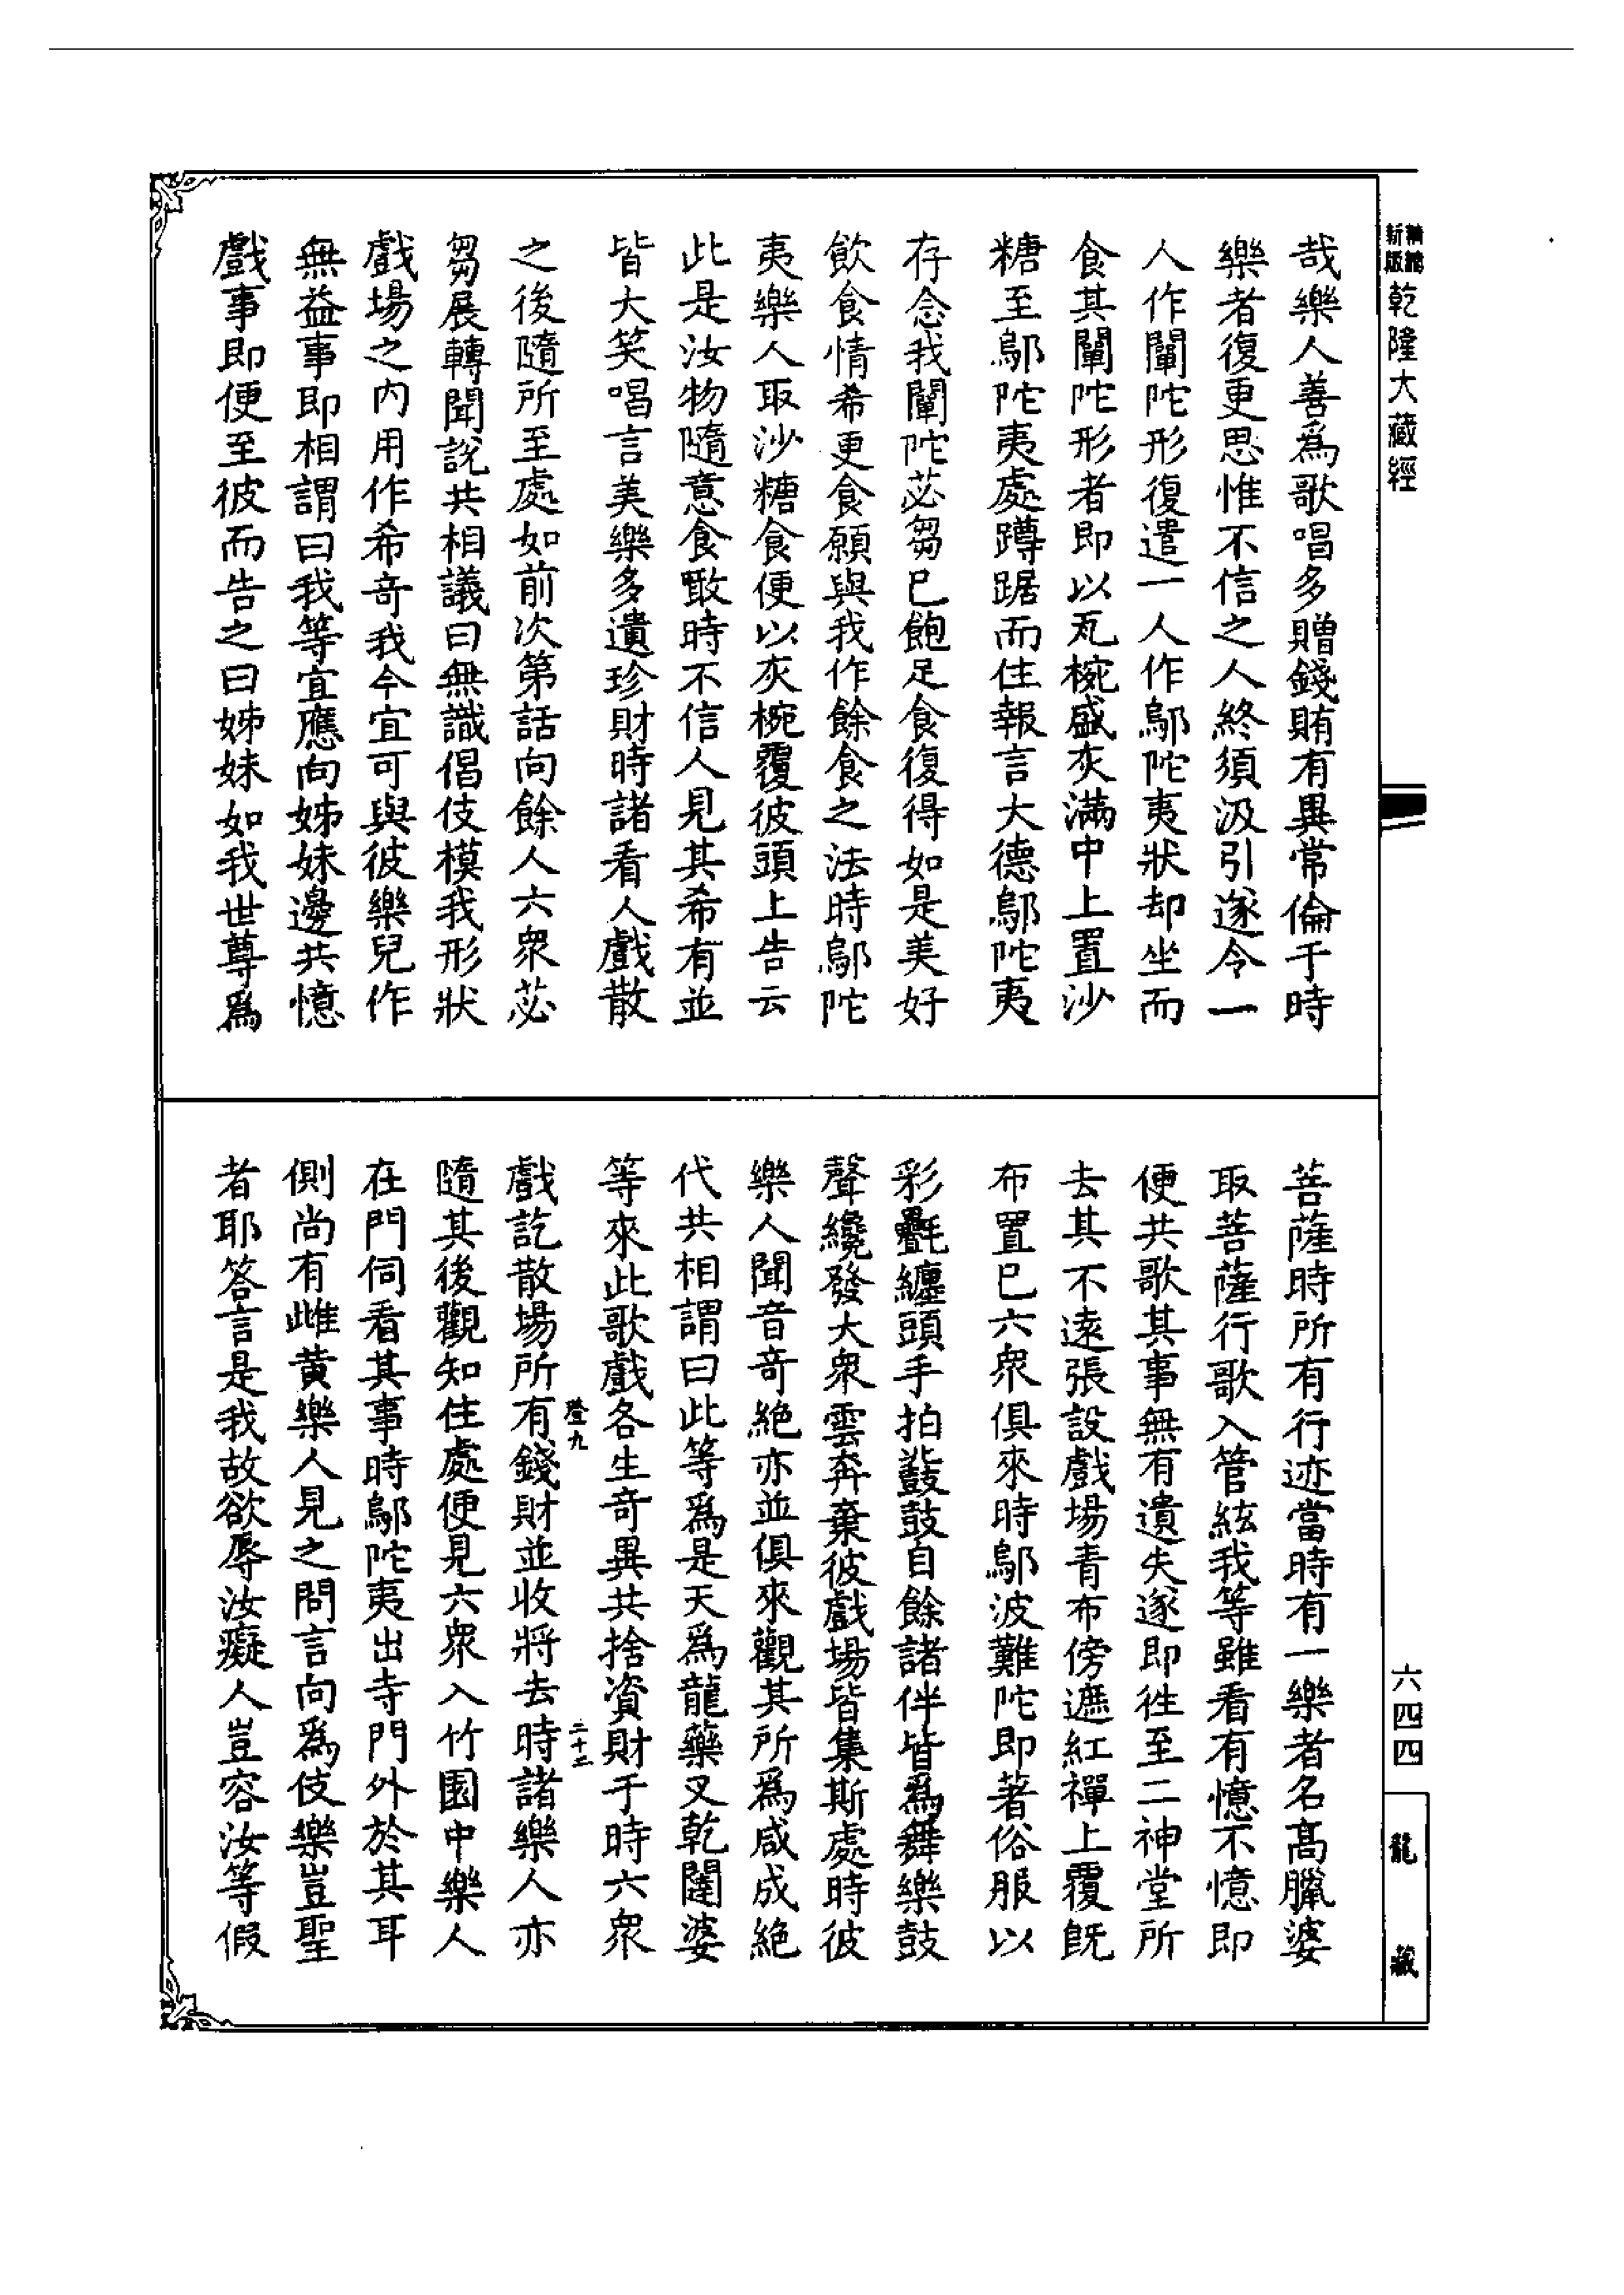 精縮新版乾隆大藏經
哉樂人善為歌唱多贈錢賄有異常倫于時
樂者復更思惟不信之人終須汲引遂令一
人作闡陀形復遣一人作鄔陀夷狀却坐而
食其闡陀形者即以瓦椀盛灰滿中上置沙
糖至鄔陀夷處蹲踞而住報言大德鄔陀夷
存念我闡陀苾芻已飽足食復得如是美好
飲食情希更食願與我作餘食之法時鄔陀
夷樂人取沙糖食便以灰椀覆彼頭上告云
此是汝物隨意食噉時不信人見其希有並
皆大笑唱言美樂多遺珍財時諸看人戲散
之後隨所至處如前次第話向餘人六衆苾
芻展轉聞說共相議曰無識倡伎模我形狀
戲場之內用作希奇我今宜可與彼樂兒作
無益事即相謂曰我等宜應向姊妹邊共憶
戲事即便至彼而告之曰姊妹如我世尊為
菩薩時所有行迹當時有一樂者名髙臘婆
取菩薩行歌入管絃我等雖看有憶不憶即
便共歌其事無有遺失遂即往至二神堂所
去其不遠張設戲場青布傍遮紅禪上覆旣
布置已六衆俱來時鄔波難陀即著俗服以
彩㲲纏頭手拍鼗鼓自餘諸伴皆為舞樂鼓
聲纔發大衆雲奔棄彼戲場皆集斯處時彼
樂人聞音奇絶亦並俱來觀其所為咸成絶
代共相謂曰此等為是天為龍藥叉乾闥婆
等來此歌戲各生奇異共捨資財于時六衆
戲訖散場所有錢財並收將去時諸樂人亦
登九
二十二
隨其後觀知住處便見六衆入竹園中樂人
在門伺看其事時鄔陀夷出寺門外於其耳
側尚有雌黃樂人見之問言向為伎樂豈聖
者耶答言是我故欲辱汝癡人豈容汝等假
六四四
龍藏